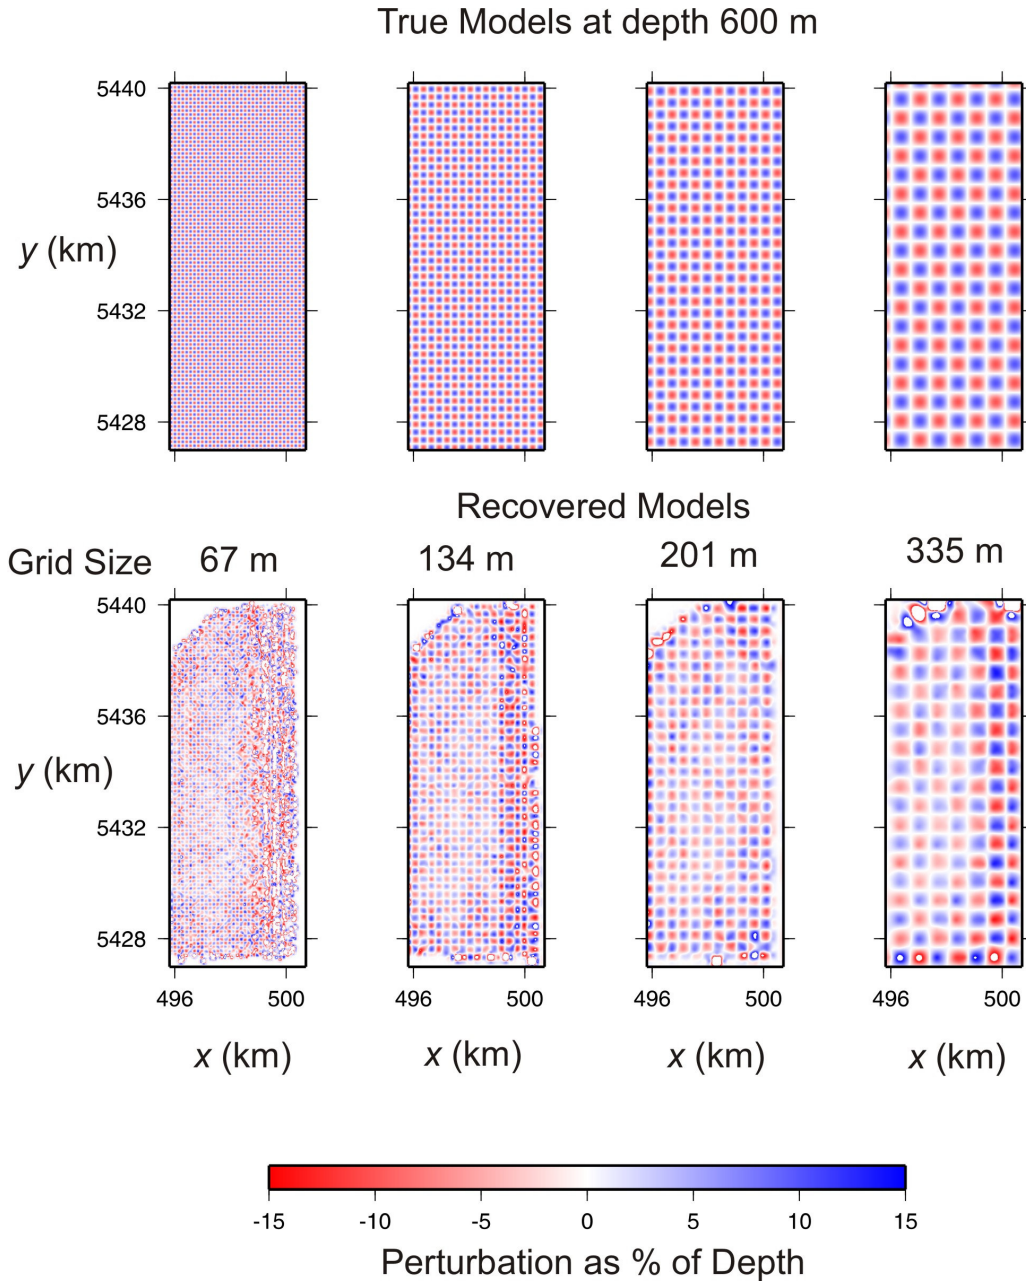 True Models at depth 600 m
5440
5436
y (km)
5432
5428
Recovered Models
Grid Size 67 m 134 m 201 m 335 m
5440
5436
y (km)
5432
5428
496 500 496 500 496 500 496 500
x (km) x (km) x (km) x (km)
-15 -10 -5 0 5 10 15
Perturbation as % of Depth